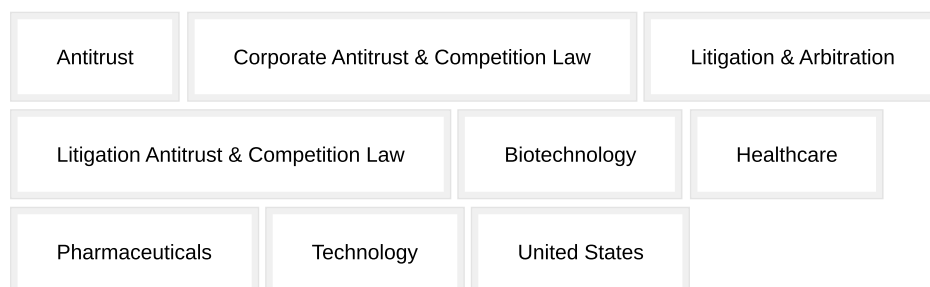 Antitrust Corporate Antitrust & Competition Law Litigation & Arbitration
Litigation Antitrust & Competition Law Biotechnology Healthcare
Pharmaceuticals Technology United States